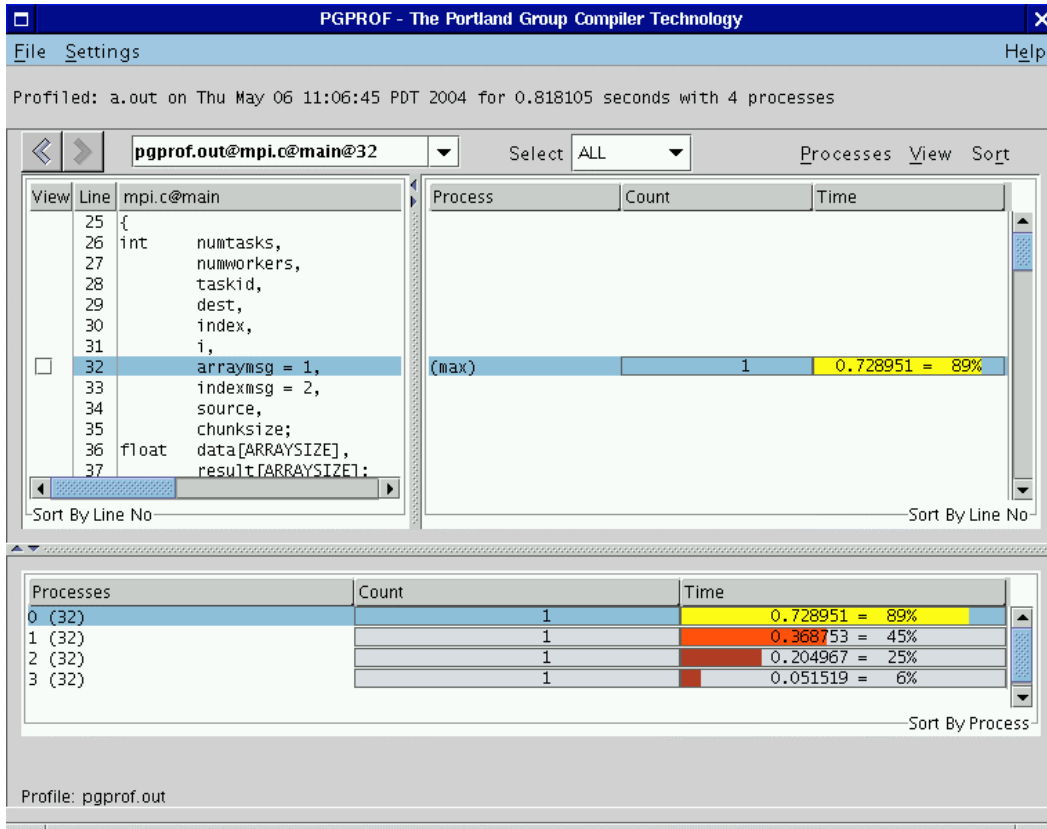 PGPROF - The Portland Group Compiler Technology
File Settings Help
Profiled: a.out on Thu May 06 11:06:45 PDT 2004 for 0.818105 seconds with 4 processes
pgprof.out@mpi.c@main@32 Select ALL Processes View Sort
View Line mpi.c@main Process Count Time
25 {
26 int numtasks,
27 numworkers,
28 taskid,
29 dest,
30 index,
31 i,
32 arraymsg = 1, (max) 1 0.728951 = 89%
33 indexmsg = 2,
34 source,
35 chunksize;
36 float data[ARRAYSIZE],
37 result[ARRAYSIZE];
Sort By Line No Sort By Line No
Processes Count Time
0 (32) 1 0.728951 = 89%
1 (32) 1 0.368753 = 45%
2 (32) 1 0.204967 = 25%
3 (32) 1 0.051519 = 6%
Sort By Process
Profile: pgprof.out